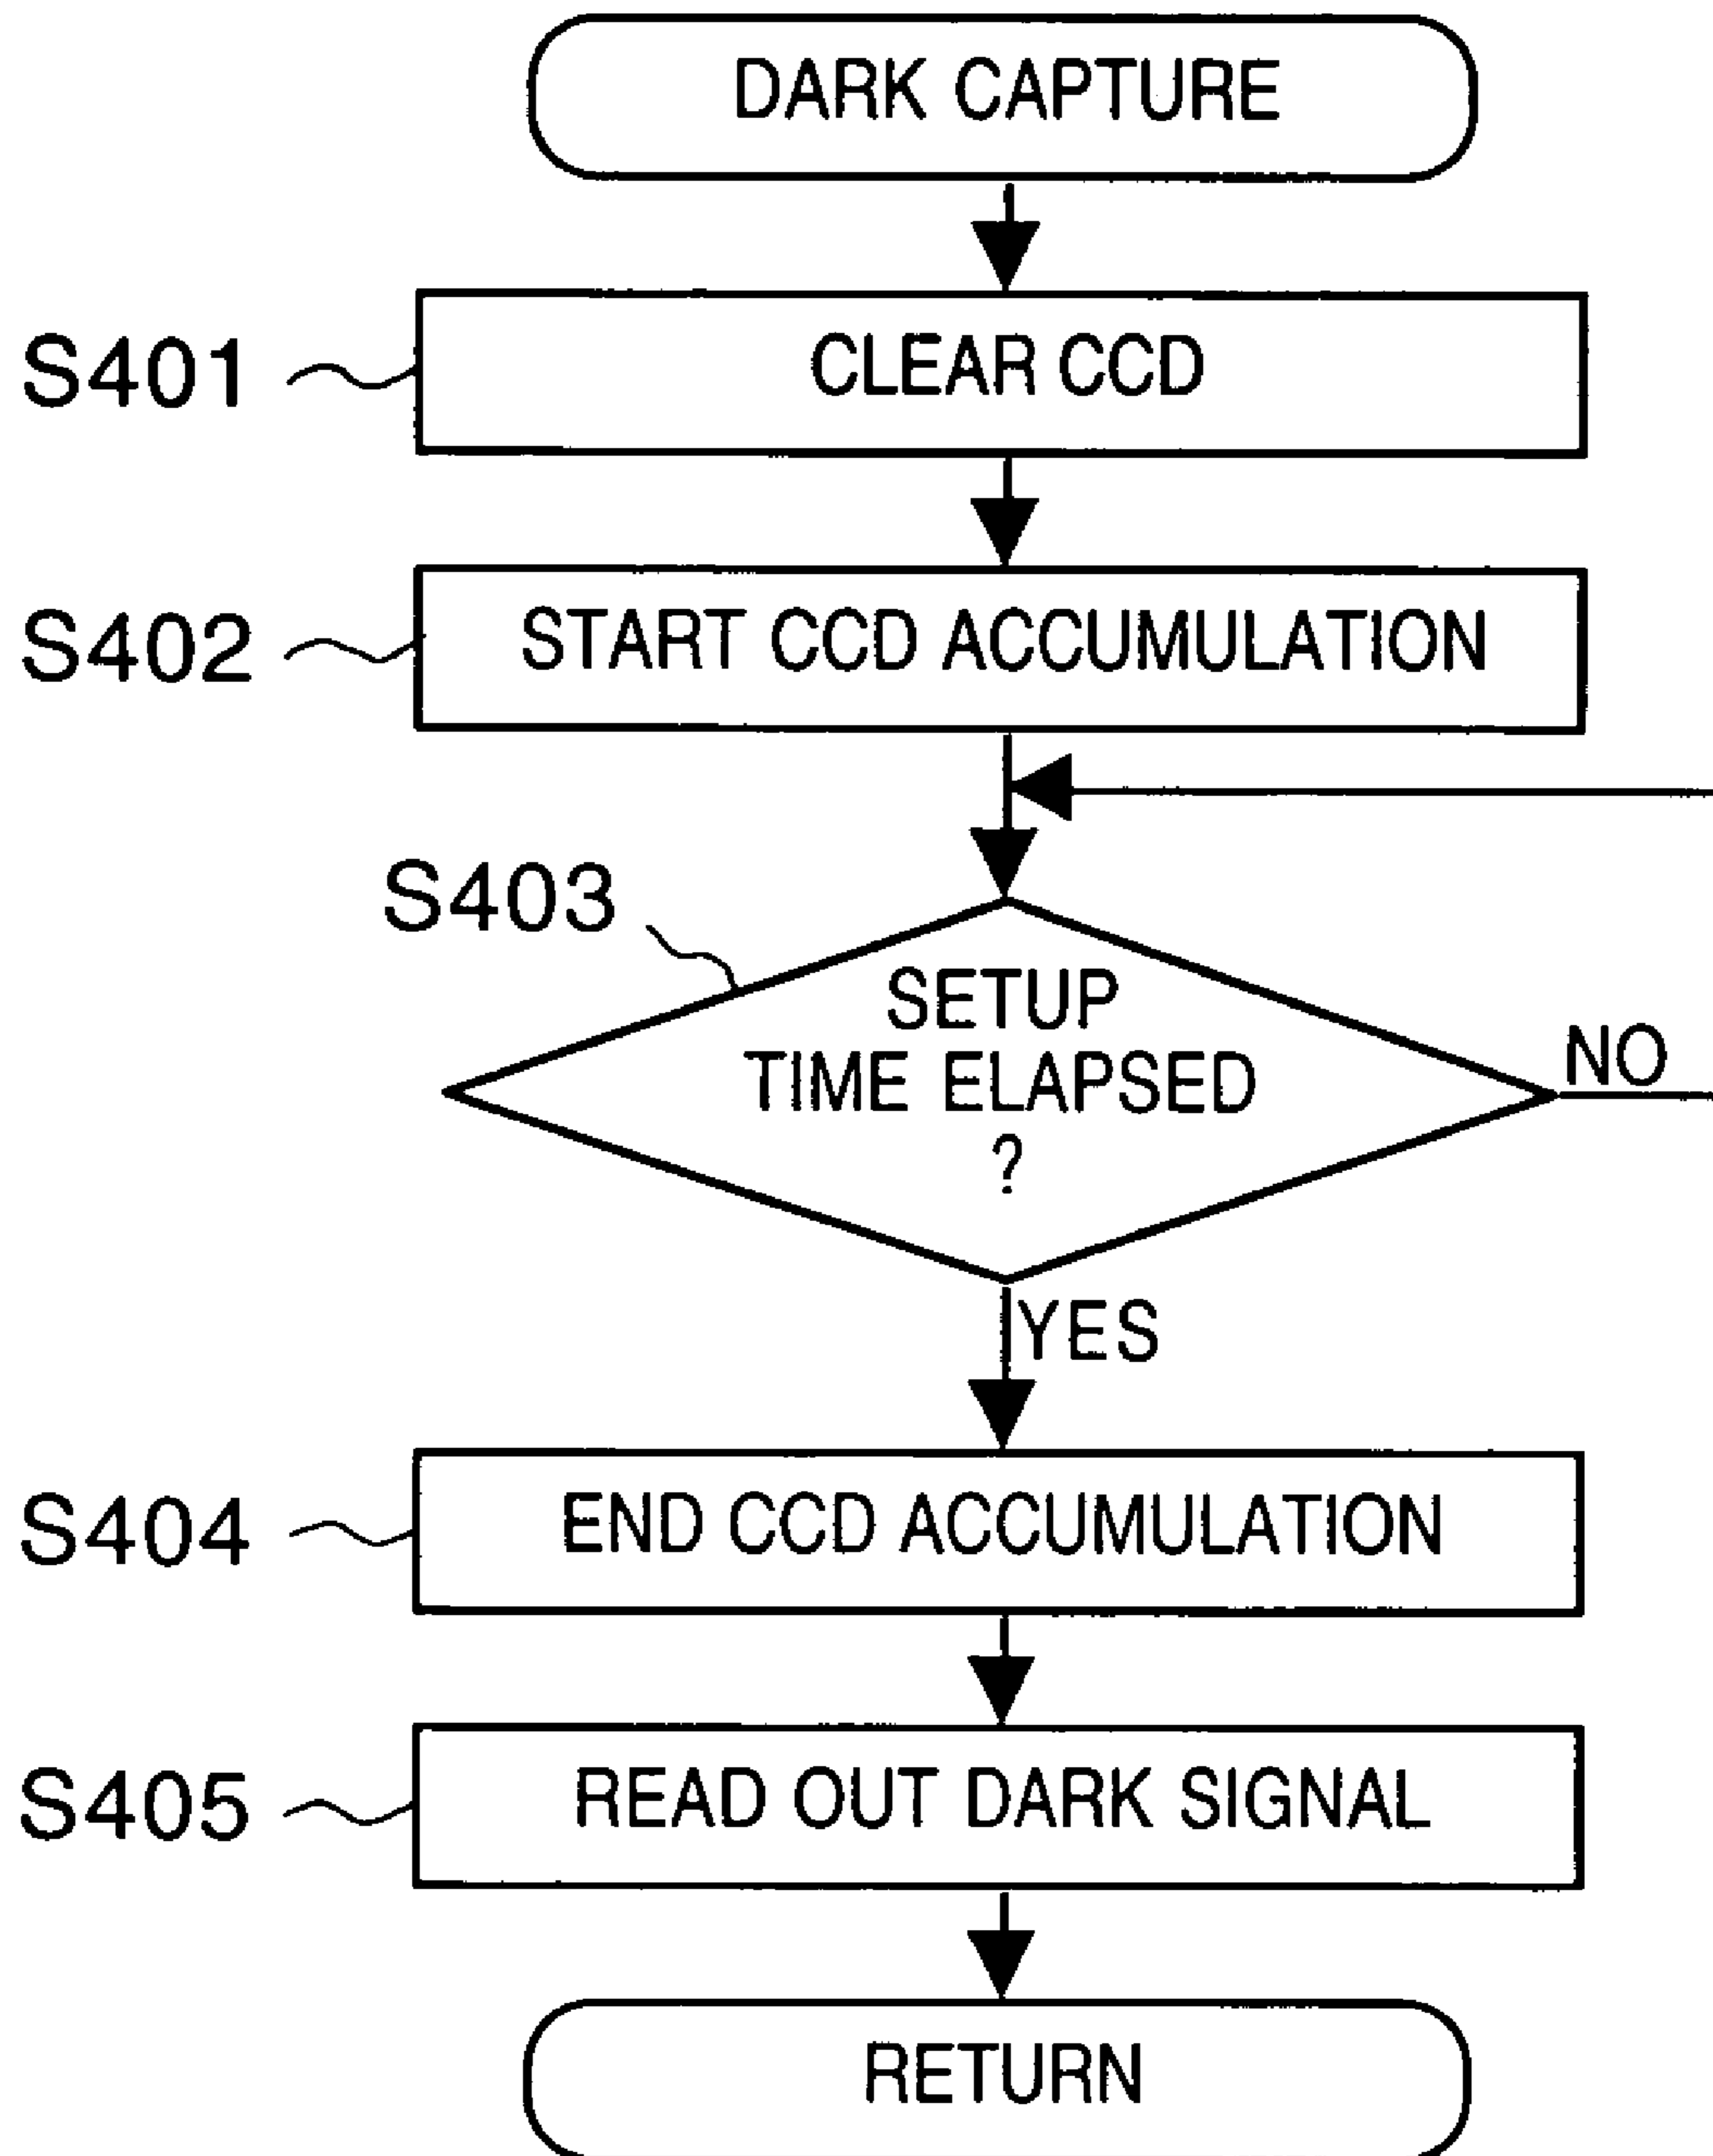 DARK CAPTURE
S401
CLEAR CCD
S402
START CCD ACCUMULATION
S403
SETUP
TIME ELAPSED
?
NO
YES
S404
END CCD ACCUMULATION
S405
READ OUT DARK SIGNAL
RETURN